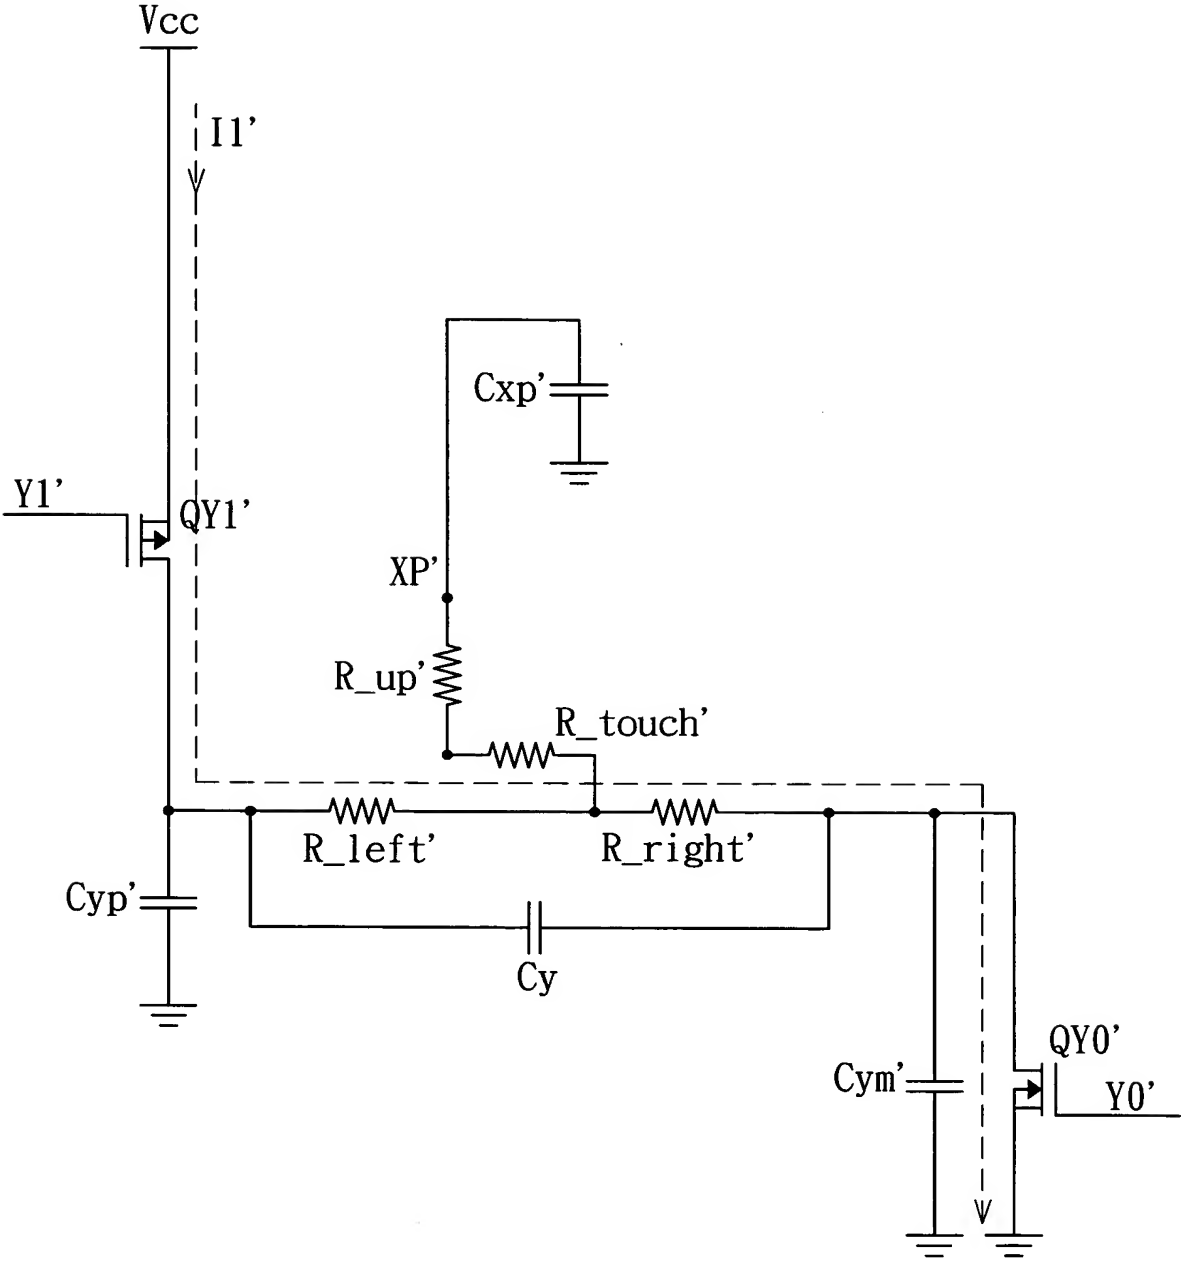 Vcc
I1'
Cxp'
Y1'
QY1'
XP'
R_up'
R_touch'
R_left'
R_right'
Cyp'
Cy
QY0'
Cym'
Y0'